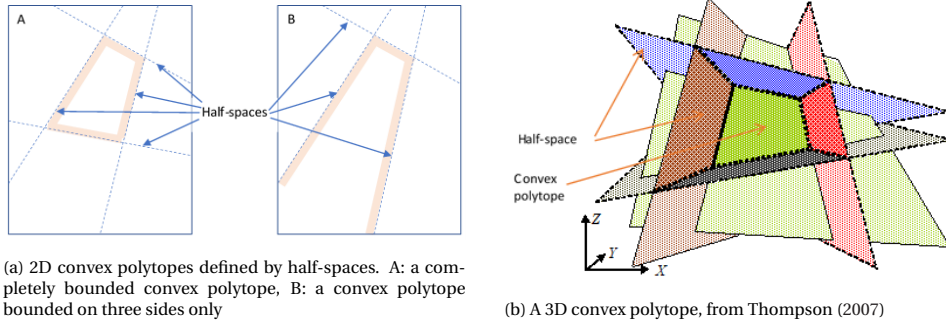 A
B
Half-spaces
Half-space
Convex
polytope
Z
Y
X
(a) 2D convex polytopes defined by half-spaces. A: a com-
pletely bounded convex polytope, B: a convex polytope
bounded on three sides only
(b) A 3D convex polytope, from Thompson (2007)